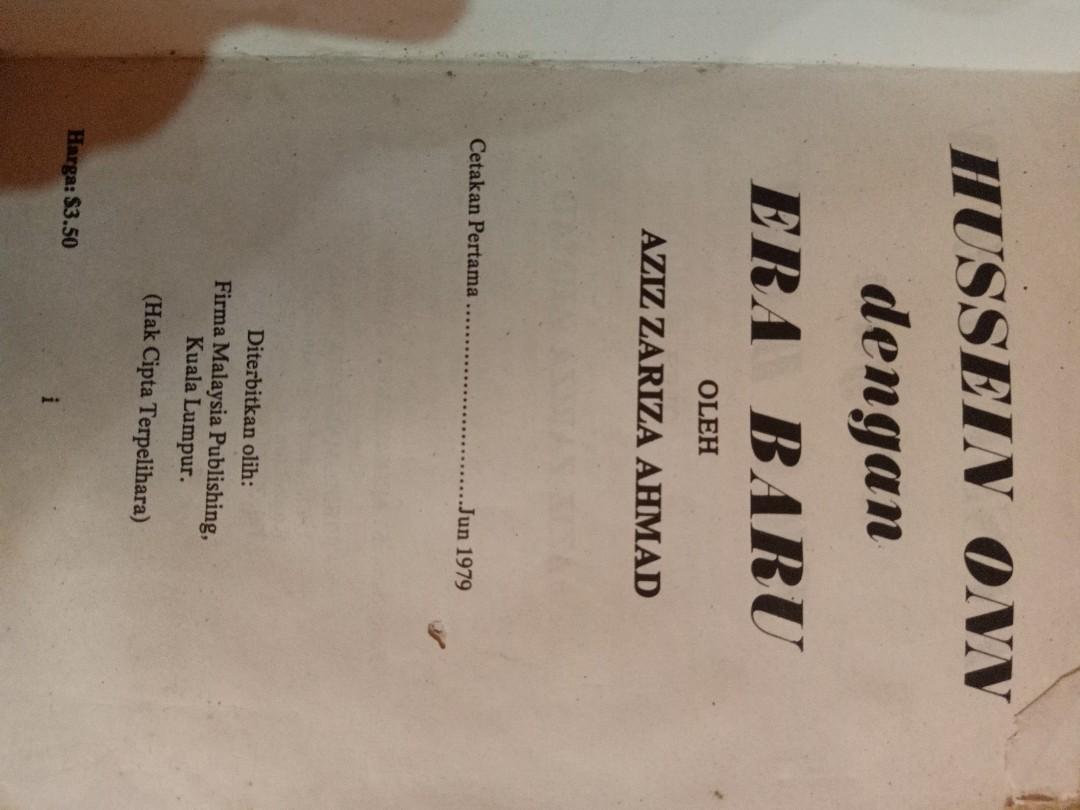 HUSSEIN ONN
dengan
ERA BARU
OLEH
AZIZ ZARIZA AHMAD
Cetakan Pertama ..............................Jun 1979
Diterbitkan olih:
Firma Malaysia Publishing,
Kuala Lumpur.
(Hak Cipta Terpelihara)
Harga: $3.50
i